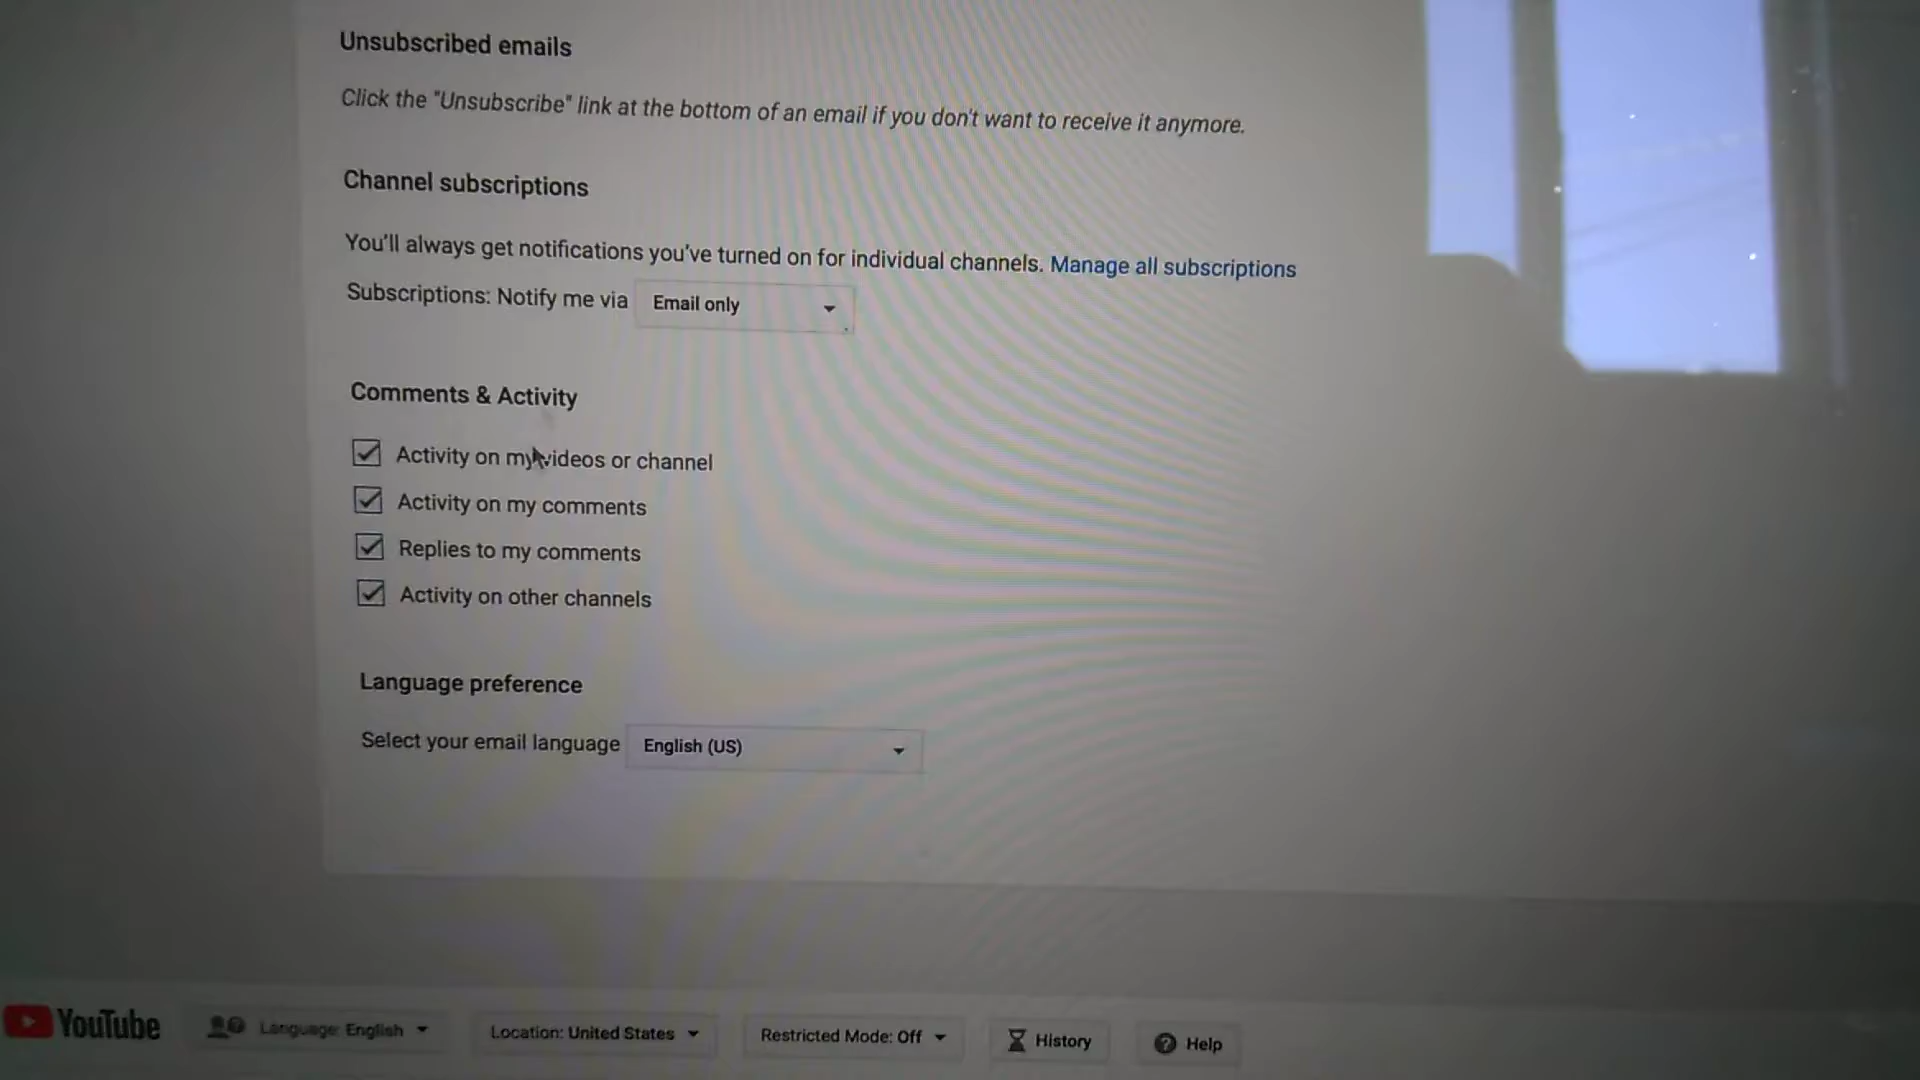 Unsubscribed emails
Click the "Unsubscribe" link at the bottom of an email if you don't want to receive it anymore.
Channel subscriptions
You'll always get notifications you've turned on for individual channels. Manage all subscriptions
Subscriptions: Notify me via Email only
Comments & Activity
Activity on my videos or channel
Activity on my comments
Replies to my comments
Activity on other channels
Language preference
Select your email language English (US)
YouTube Language: English Location: United States Restricted Mode: Off History Help